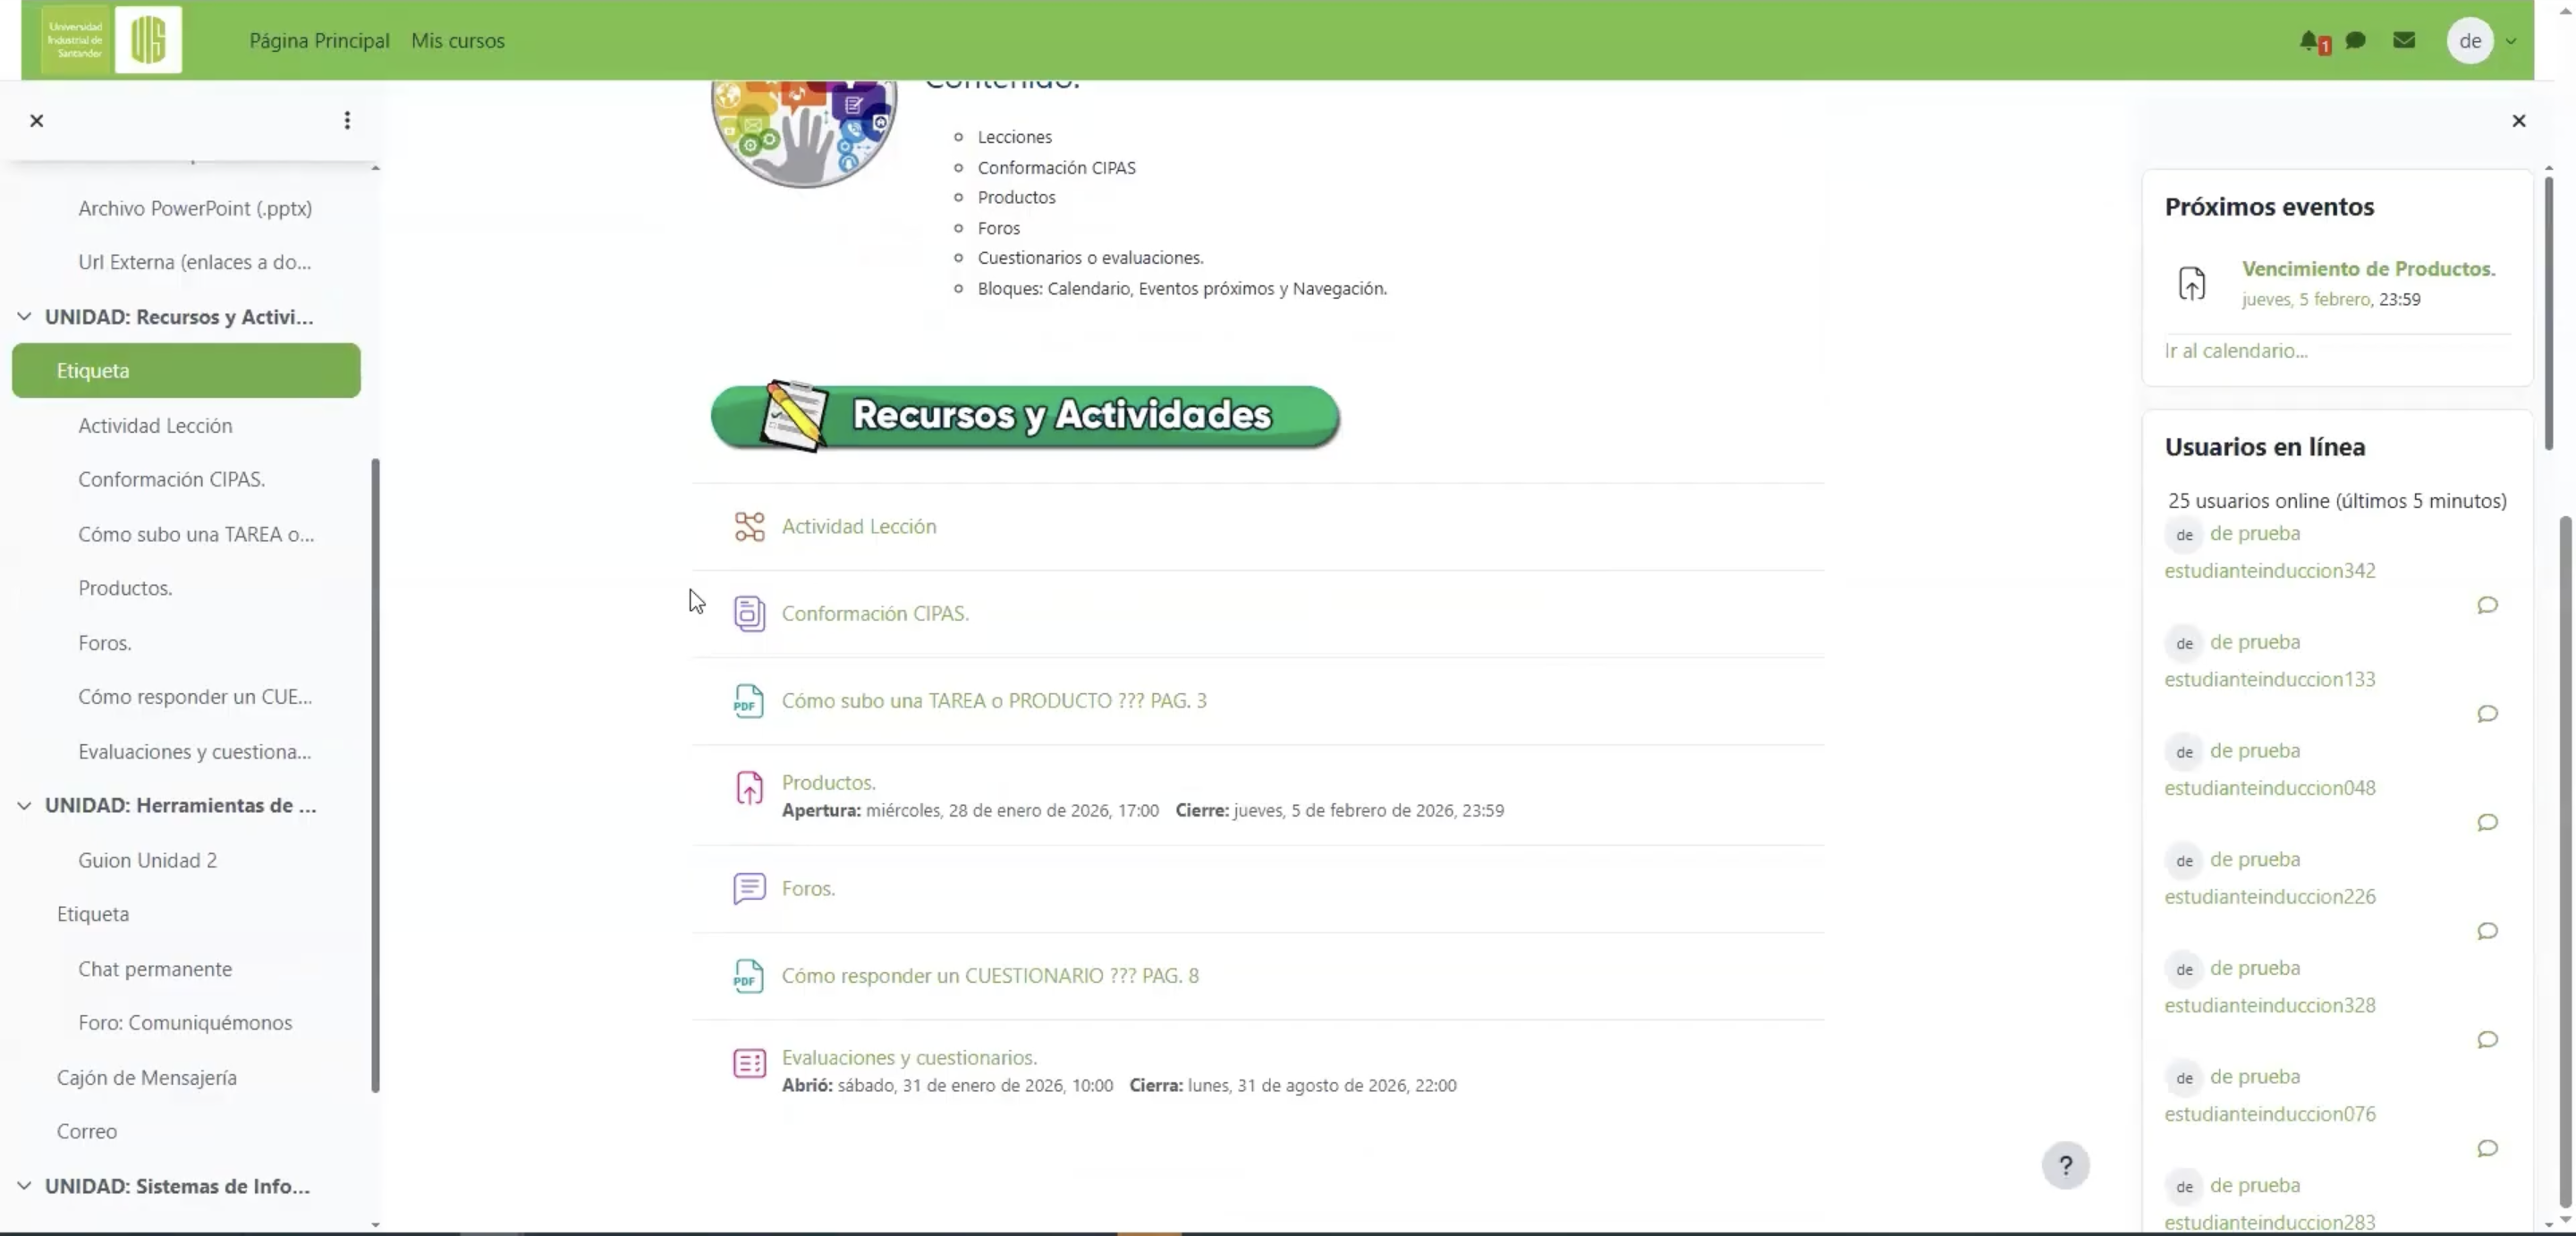 Universidad
Industrial de
Santander
Página Principal
Mis cursos
1
de
Contenido:
Lecciones
Conformación CIPAS
Productos
Foros
Cuestionarios o evaluaciones.
Bloques: Calendario, Eventos próximos y Navegación.
Archivo PowerPoint (.pptx)
Url Externa (enlaces a do...
UNIDAD: Recursos y Activi...
Etiqueta
Actividad Lección
Conformación CIPAS.
Cómo subo una TAREA o...
Productos.
Foros.
Cómo responder un CUE...
Evaluaciones y cuestiona...
UNIDAD: Herramientas de ...
Guion Unidad 2
Etiqueta
Chat permanente
Foro: Comuniquémonos
Cajón de Mensajería
Correo
UNIDAD: Sistemas de Info...
Recursos y Actividades
Actividad Lección
Conformación CIPAS.
PDF
Cómo subo una TAREA o PRODUCTO ??? PAG. 3
Productos.
Apertura: miércoles, 28 de enero de 2026, 17:00 Cierre: jueves, 5 de febrero de 2026, 23:59
Foros.
PDF
Cómo responder un CUESTIONARIO ??? PAG. 8
Evaluaciones y cuestionarios.
Abrió: sábado, 31 de enero de 2026, 10:00 Cierra: lunes, 31 de agosto de 2026, 22:00
?
Próximos eventos
Vencimiento de Productos.
jueves, 5 febrero, 23:59
Ir al calendario...
Usuarios en línea
25 usuarios online (últimos 5 minutos)
de de prueba
estudianteinduccion342
de de prueba
estudianteinduccion133
de de prueba
estudianteinduccion048
de de prueba
estudianteinduccion226
de de prueba
estudianteinduccion328
de de prueba
estudianteinduccion076
de de prueba
estudianteinduccion283